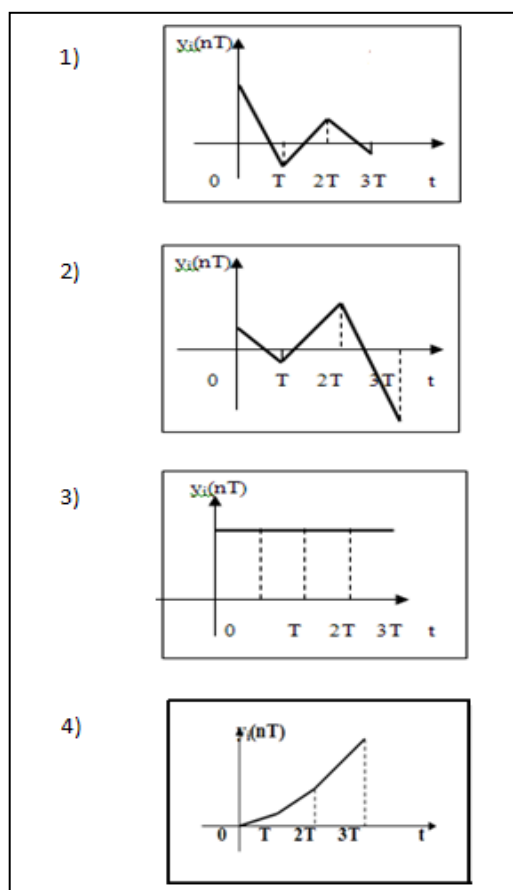 1)
yᵢ(nT)
0 T 2T 3T t
2)
yᵢ(nT)
0 T 2T 3T t
3)
yᵢ(nT)
0 T 2T 3T t
4)
yᵢ(nT)
0 T 2T 3T t